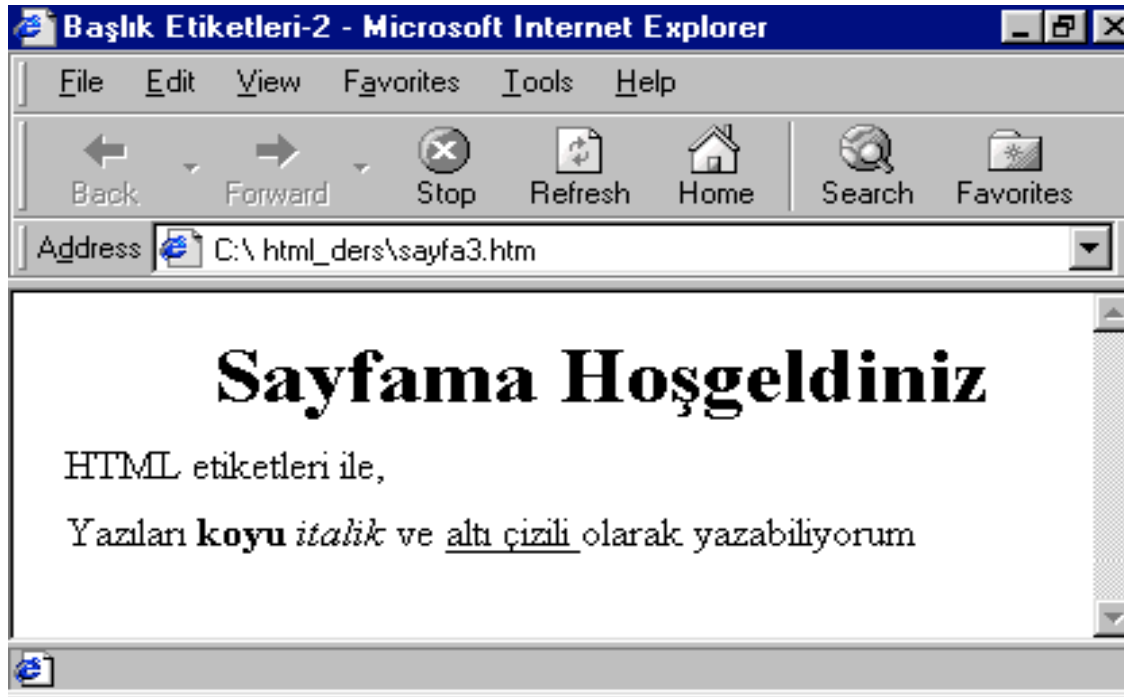 Başlık Etiketleri-2 - Microsoft Internet Explorer
File Edit View Favorites Tools Help
Back Forward Stop Refresh Home Search Favorites
Address C:\ html_ders\sayfa3.htm
Sayfama Hoşgeldiniz
HTML etiketleri ile,
Yazıları koyu italik ve altı çizili olarak yazabiliyorum